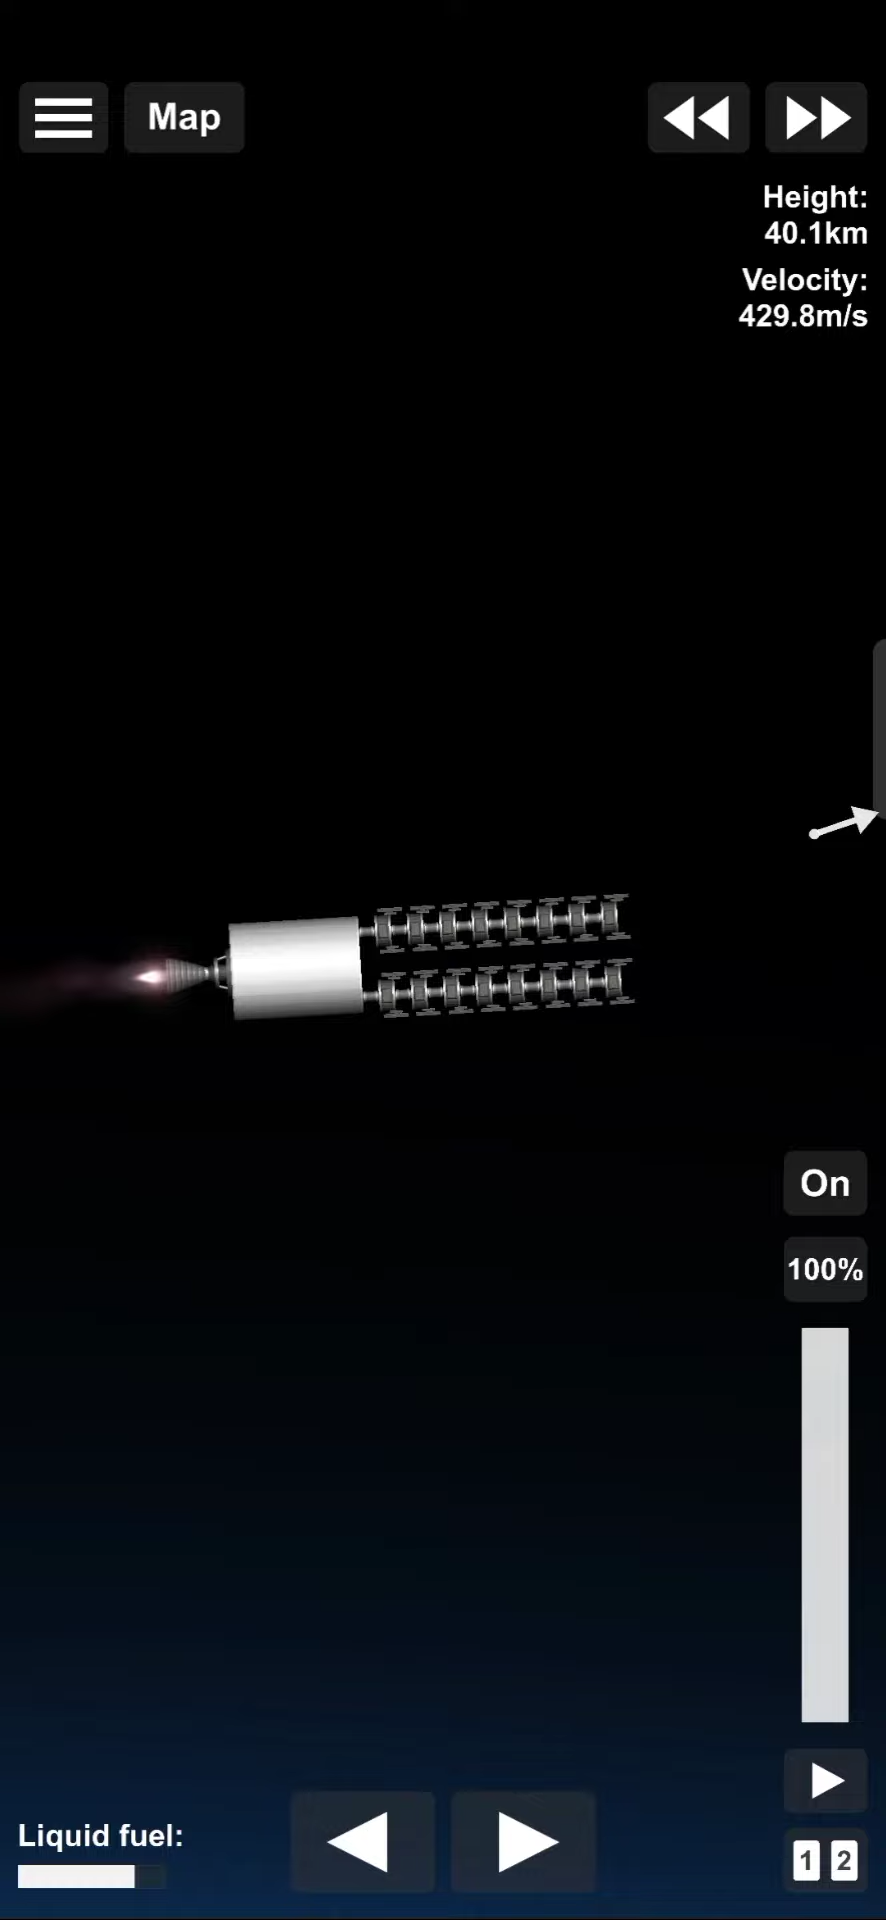 Map
Height:
40.1km
Velocity:
429.8m/s
On
100%
Liquid fuel:
1 2